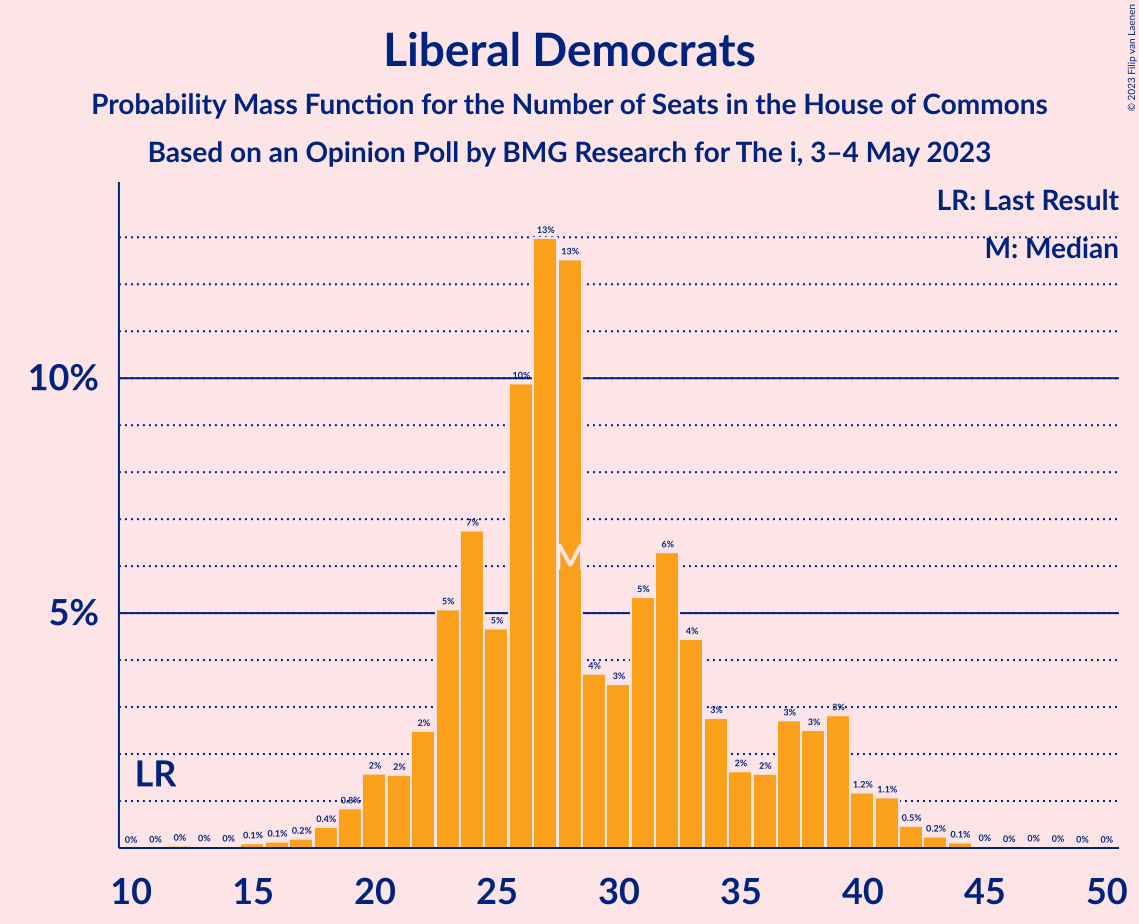 Liberal Democrats
Probability Mass Function for the Number of Seats in the House of Commons
Based on an Opinion Poll by BMG Research for The i, 3–4 May 2023
© 2023 Filip van Laenen
LR: Last Result
M: Median
10%
5%
LR
M
0% 0% 0% 0% 0% 0.1% 0.1% 0.2% 0.4% 0.8% 2% 2% 2% 5% 7% 5% 10% 13% 13% 4% 3% 5% 6% 4% 3% 2% 2% 3% 3% 3% 1.2% 1.1% 0.5% 0.2% 0.1% 0% 0% 0% 0% 0% 0%
10 15 20 25 30 35 40 45 50